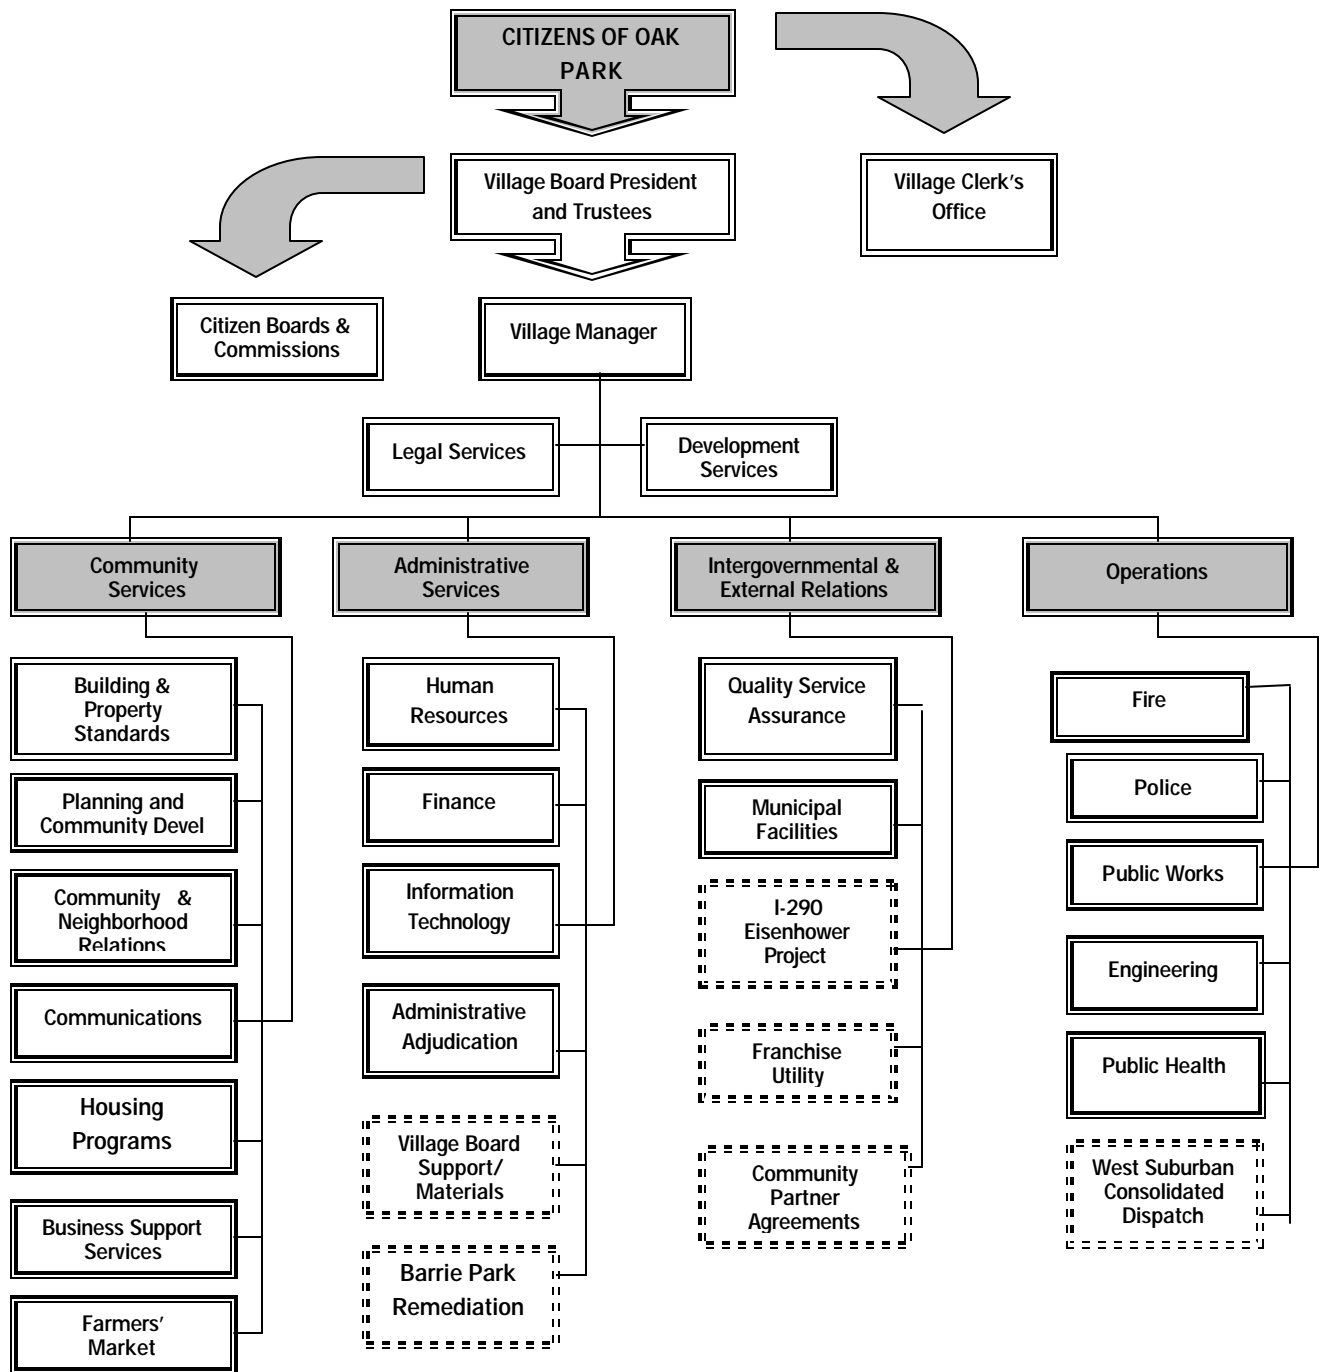 CITIZENS OF OAK
PARK
Village Board President
and Trustees
Village Clerk's
Office
Citizen Boards &
Commissions
Village Manager
Legal Services
Development
Services
Community
Services
Administrative
Services
Intergovernmental &
External Relations
Operations
Building &
Property
Standards
Planning and
Community Devel
Community &
Neighborhood
Relations
Communications
Housing
Programs
Business Support
Services
Farmers'
Market
Human
Resources
Finance
Information
Technology
Administrative
Adjudication
Village Board
Support/
Materials
Barrie Park
Remediation
Quality Service
Assurance
Municipal
Facilities
I-290
Eisenhower
Project
Franchise
Utility
Community
Partner
Agreements
Fire
Police
Public Works
Engineering
Public Health
West Suburban
Consolidated
Dispatch